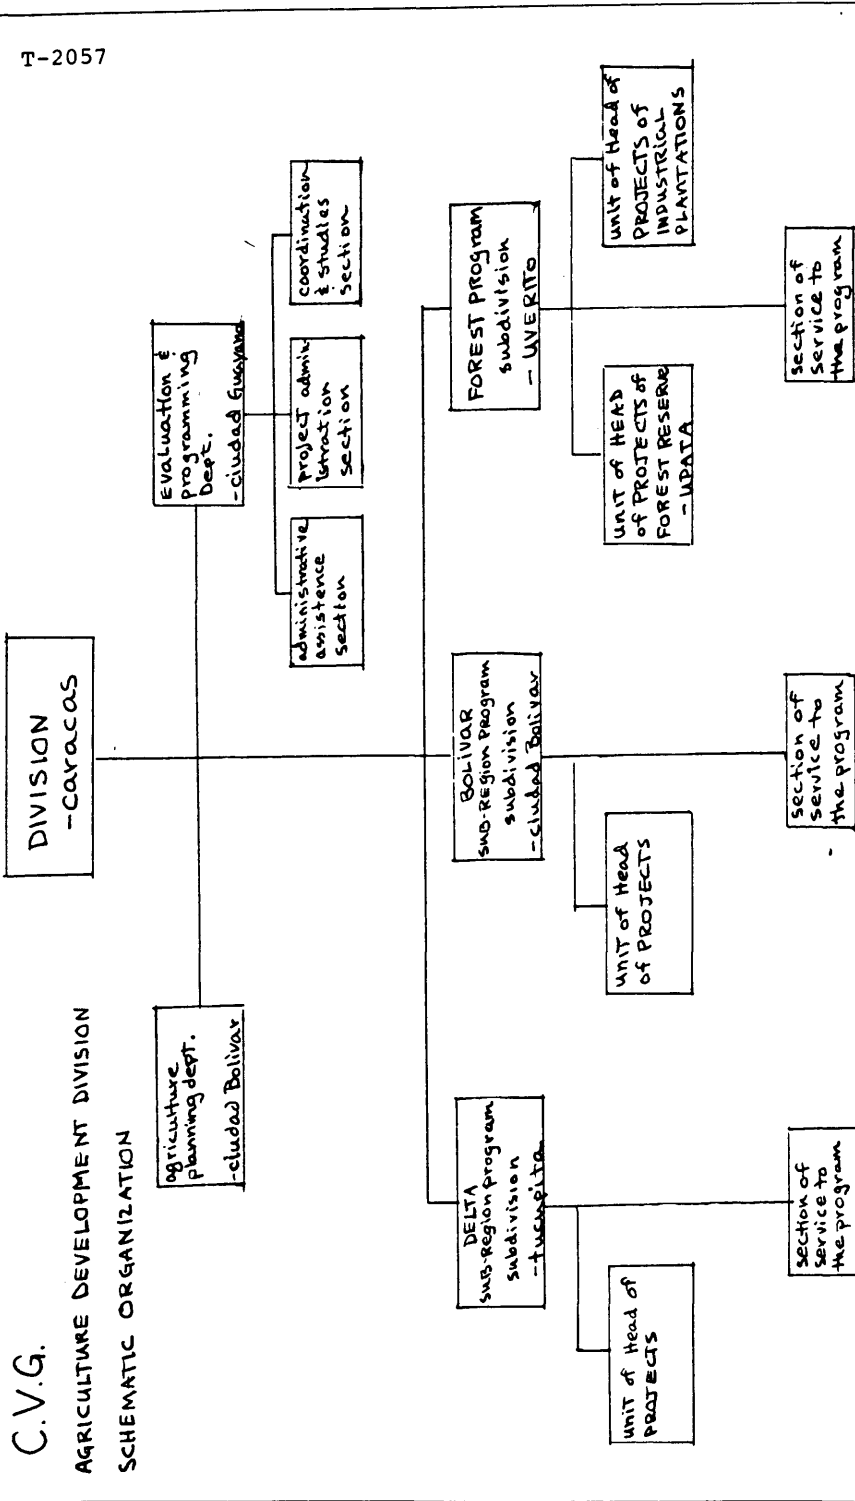 T-2057
C.V.G.
AGRICULTURE DEVELOPMENT DIVISION
SCHEMATIC ORGANIZATION
DIVISION
-caracas
agriculture
planning dept.
-ciudad Bolivar
Evaluation &
programming
Dept.
-ciudad Guayana
administrative
assistence
section
project admin
istration
section
coordination
& studies
section
DELTA
SUB-Region program
subdivision
-tucupita
BOLIVAR
SUB-REgion Program
subdivision
-ciudad Bolivar
FOREST PROGRAM
subdivision
- UVERITO
unit of Head of
PROJECTS
unit of Head
of PROJECTS
UNIT of HEAD
of PROJECTS of
FOREST RESERVE
- UPATA
unit of Head of
PROJECTS of
INDUSTRIAL
PLANTATIONS
section of
service to
the program
section of
service to
the program
section of
service to
the program